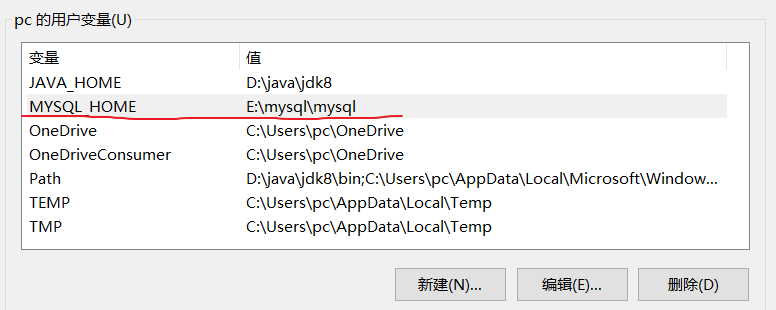 pc 的用户变量(U)
变量 值
JAVA_HOME D:\java\jdk8
MYSQL_HOME E:\mysql\mysql
OneDrive C:\Users\pc\OneDrive
OneDriveConsumer C:\Users\pc\OneDrive
Path D:\java\jdk8\bin;C:\Users\pc\AppData\Local\Microsoft\Window...
TEMP C:\Users\pc\AppData\Local\Temp
TMP C:\Users\pc\AppData\Local\Temp
新建(N)... 编辑(E)... 删除(D)